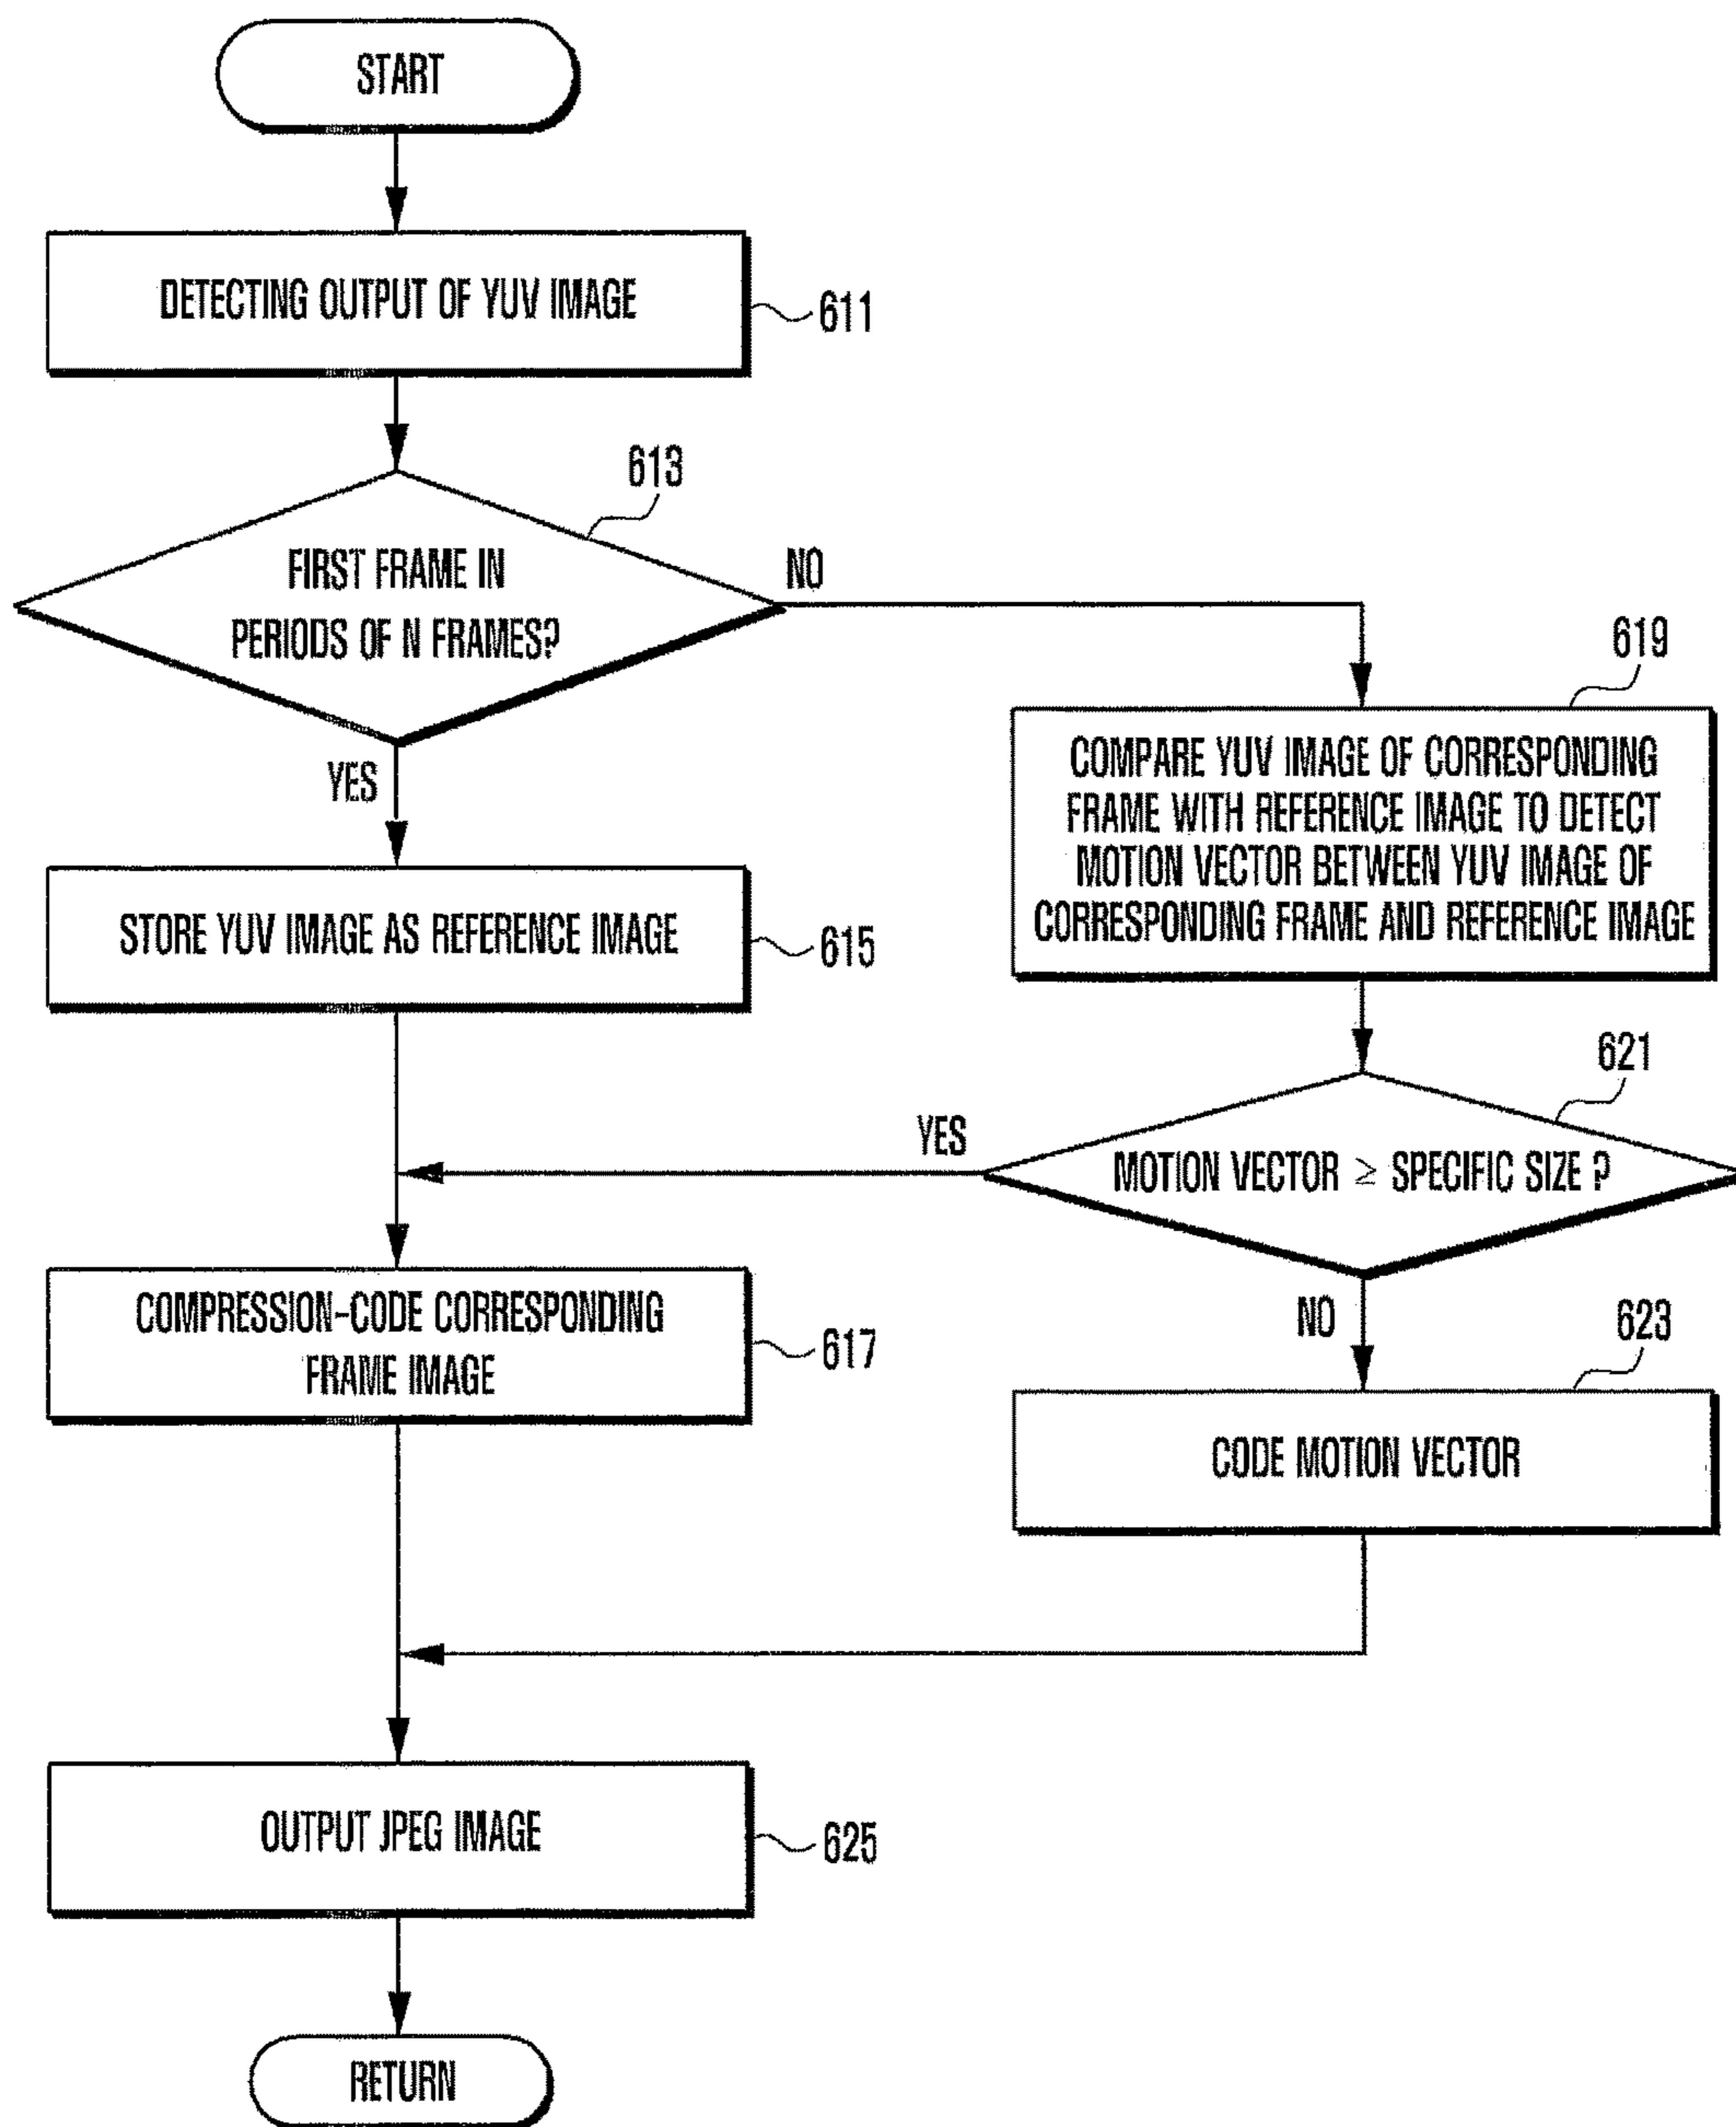 START
DETECTING OUTPUT OF YUV IMAGE
611
613
FIRST FRAME IN
PERIODS OF N FRAMES?
NO
YES
619
COMPARE YUV IMAGE OF CORRESPONDING
FRAME WITH REFERENCE IMAGE TO DETECT
MOTION VECTOR BETWEEN YUV IMAGE OF
CORRESPONDING FRAME AND REFERENCE IMAGE
STORE YUV IMAGE AS REFERENCE IMAGE
615
621
YES
MOTION VECTOR ≥ SPECIFIC SIZE ?
NO
COMPRESSION-CODE CORRESPONDING
FRAME IMAGE
617
623
CODE MOTION VECTOR
OUTPUT JPEG IMAGE
625
RETURN